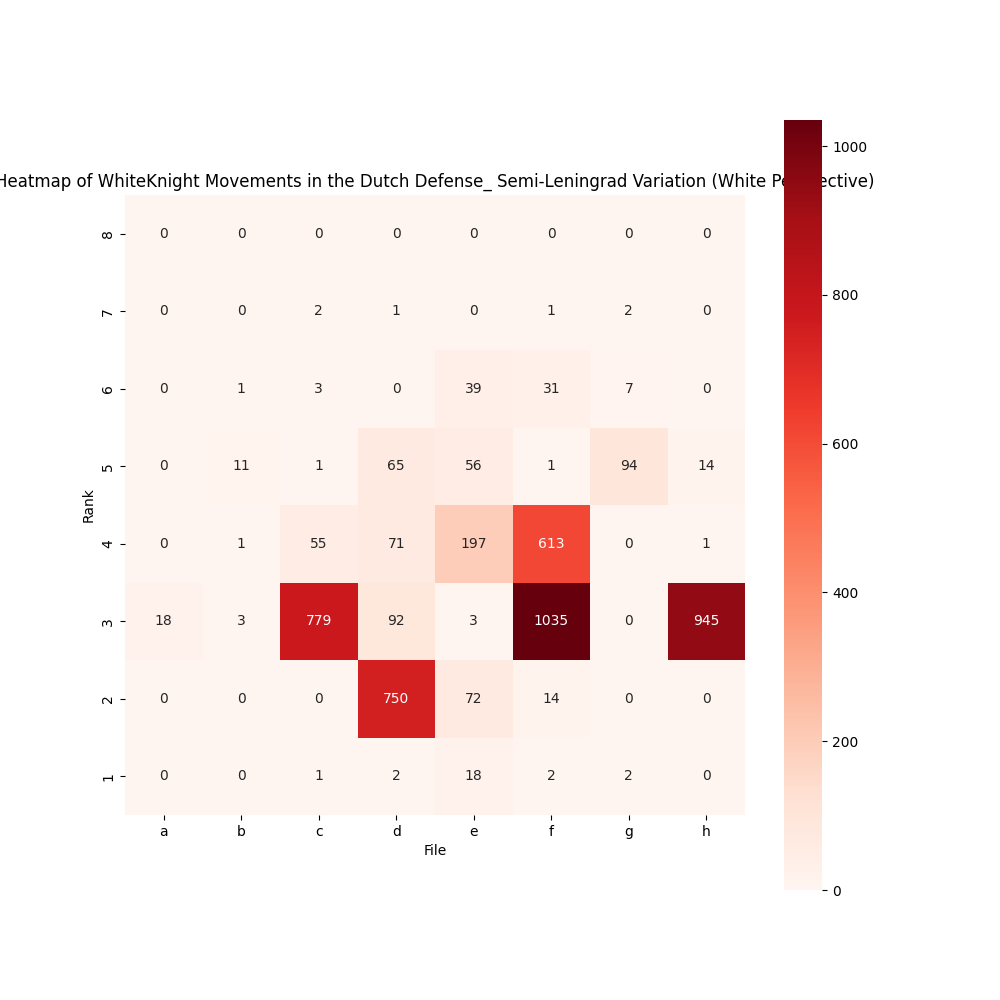 Heatmap of WhiteKnight Movements in the Dutch Defense_ Semi-Leningrad Variation (White ective)
1000
800
600
400
200
0
Rank
8 0 0 0 0 0 0 0 0
7 0 0 2 1 0 1 2 0
6 0 1 3 0 39 31 7 0
5 0 11 1 65 56 1 94 14
4 0 1 55 71 197 613 0 1
3 18 3 779 92 3 1035 0 945
2 0 0 0 750 72 14 0 0
1 0 0 1 2 18 2 2 0
a b c d e f g h
File